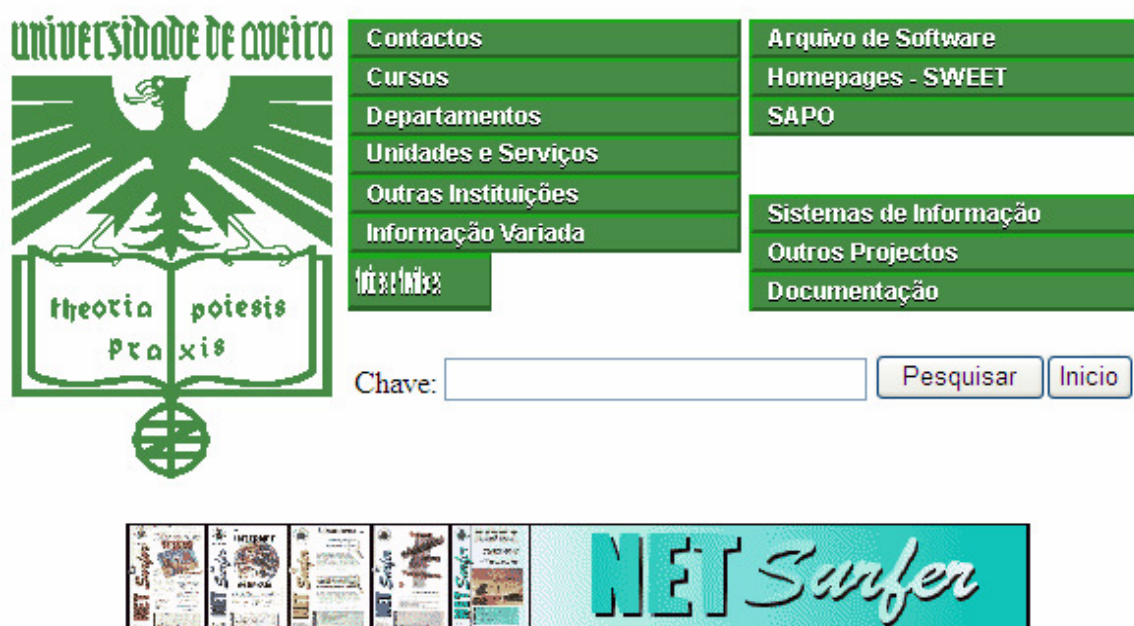 universidade de aveiro
theoria poiesis
praxis
Contactos
Cursos
Departamentos
Unidades e Serviços
Outras Instituições
Informação Variada
Arquivo de Software
Homepages - SWEET
SAPO
Sistemas de Informação
Outros Projectos
Documentação
Chave:
Pesquisar
Inicio
NET Surfer